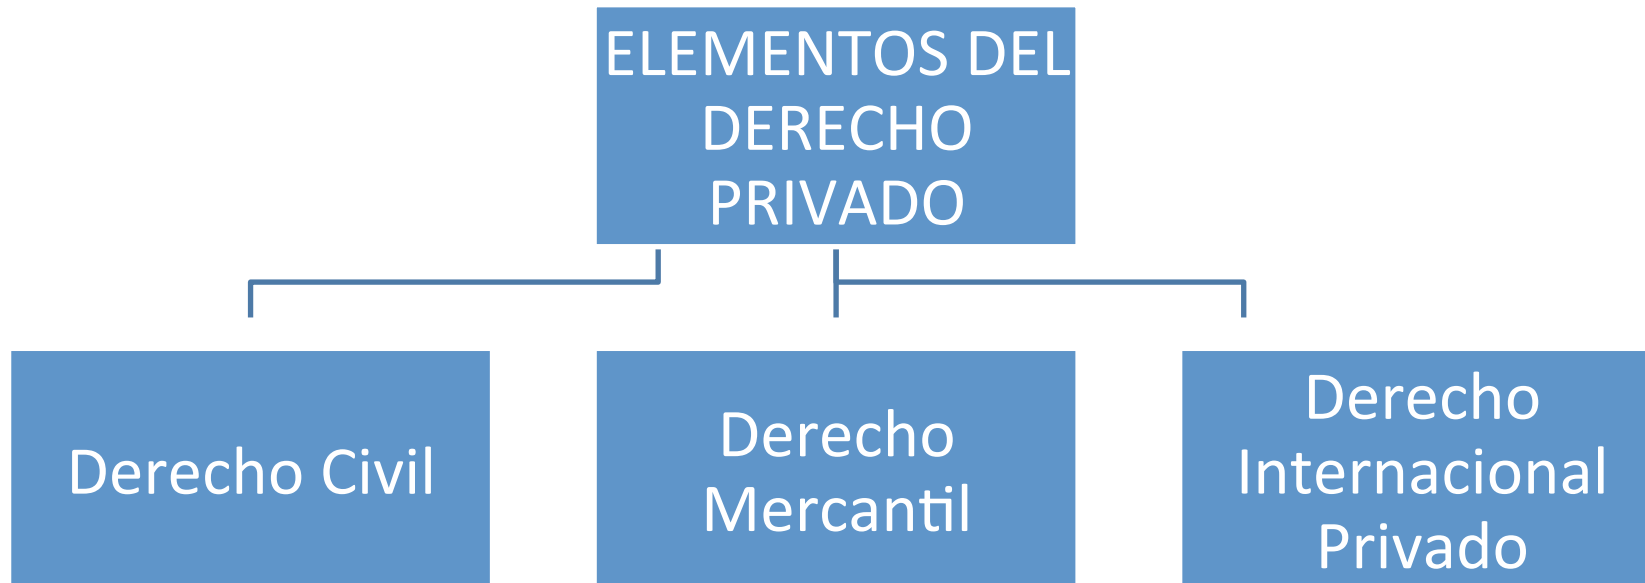 ELEMENTOS DEL
DERECHO
PRIVADO
Derecho Civil
Derecho
Mercantil
Derecho
Internacional
Privado